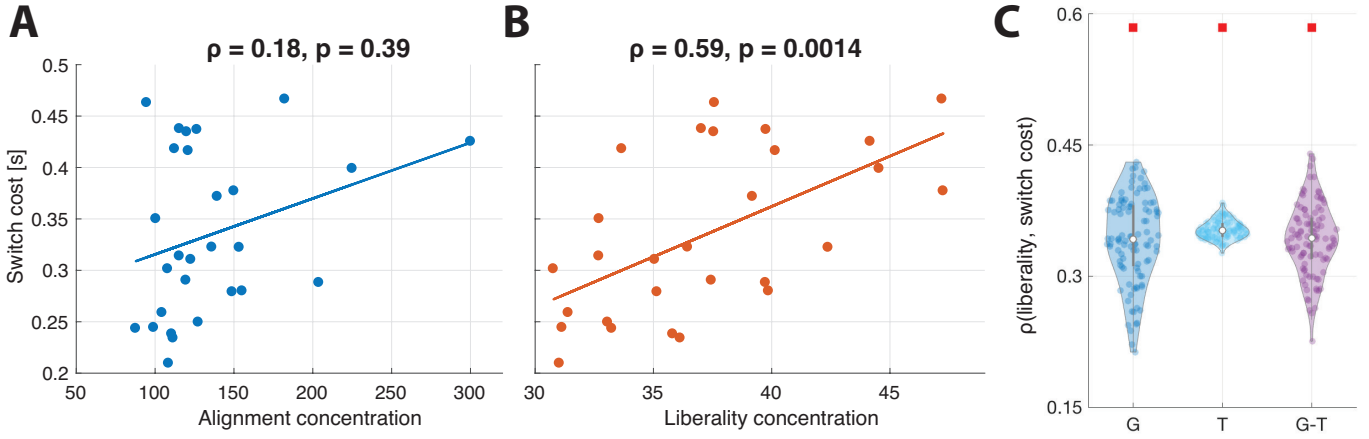 A
ρ = 0.18, p = 0.39
Switch cost [s]
0.5
0.45
0.4
0.35
0.3
0.25
0.2
50
100
150
200
250
300
Alignment concentration
B
ρ = 0.59, p = 0.0014
30
35
40
45
Liberality concentration
C
ρ(liberality, switch cost)
0.6
0.45
0.3
0.15
G
T
G-T